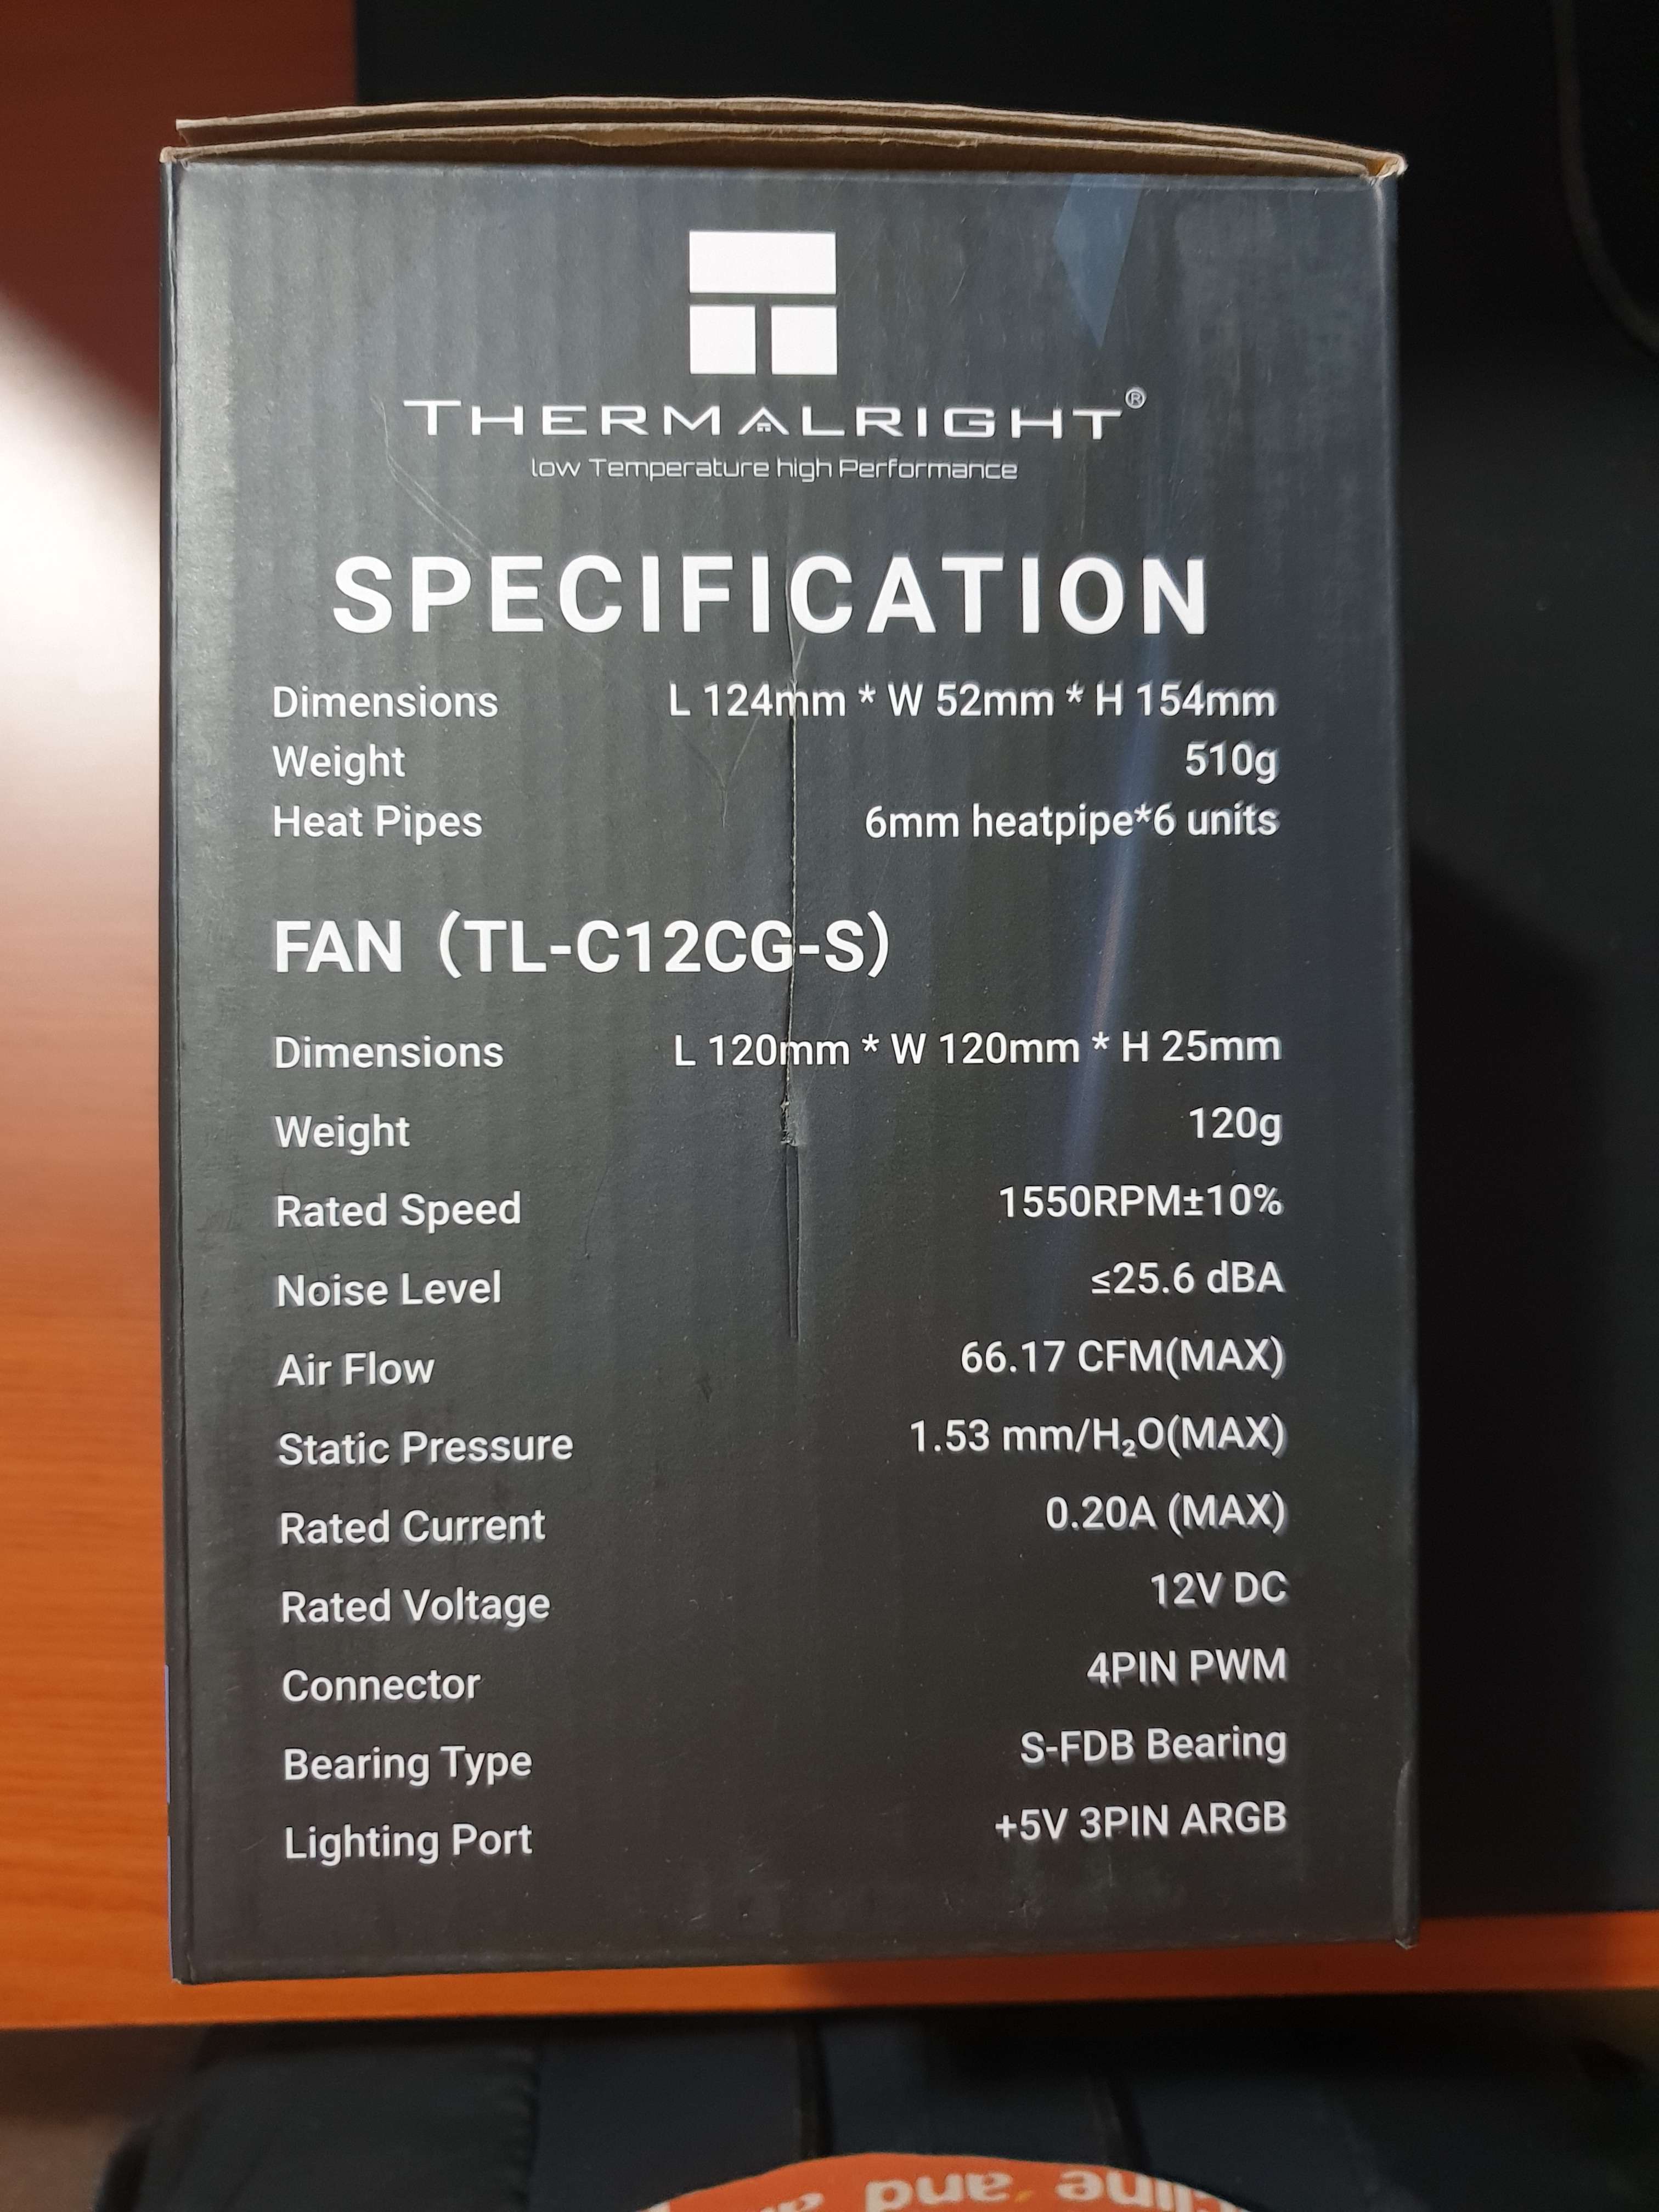 THERMALRIGHT®
low Temperature high Performance
SPECIFICATION
Dimensions L 124mm * W 52mm * H 154mm
Weight 510g
Heat Pipes 6mm heatpipe*6 units
FAN（TL-C12CG-S）
Dimensions L 120mm * W 120mm * H 25mm
Weight 120g
Rated Speed 1550RPM±10%
Noise Level ≤25.6 dBA
Air Flow 66.17 CFM(MAX)
Static Pressure 1.53 mm/H₂O(MAX)
Rated Current 0.20A (MAX)
Rated Voltage 12V DC
Connector 4PIN PWM
Bearing Type S-FDB Bearing
Lighting Port +5V 3PIN ARGB
and